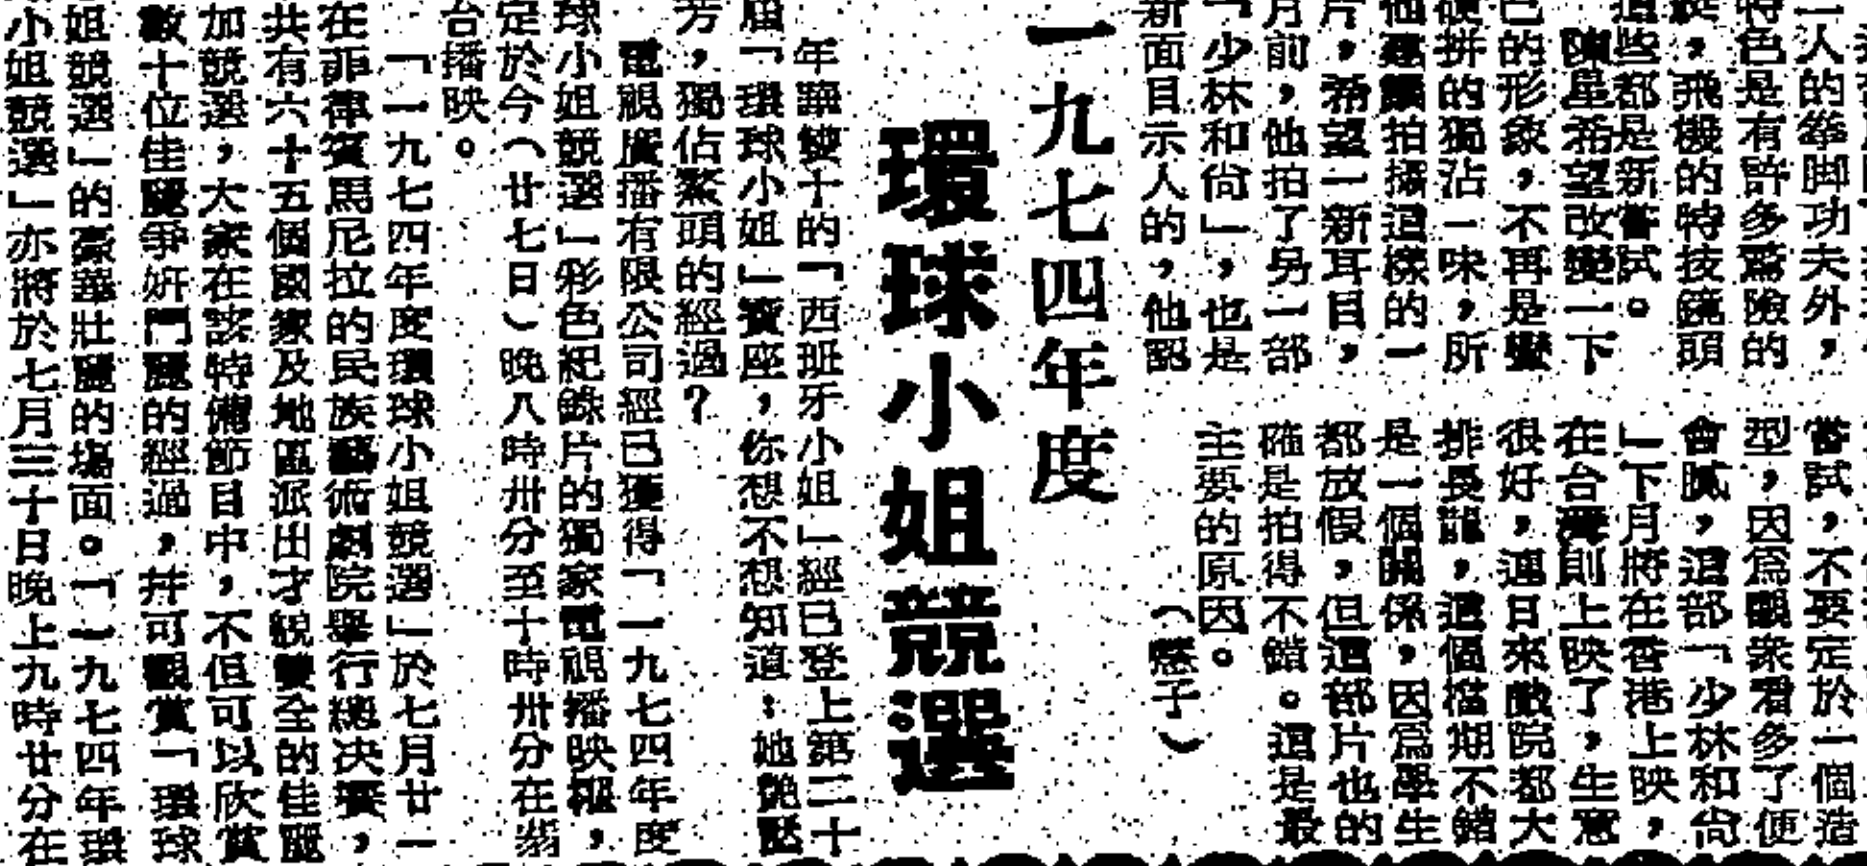 二人的拳脚功夫外，
特色是有許多驚險的
艇，飛機的特技鏡頭
這些都是新嘗試。
陳星希望改變一下
己的形象，不再是蠻
硬拼的獨沾一味，所
他繼續拍攝這樣的一
片，希望一新耳目，
月前，他拍了另一部
「少林和尚」，也是
新面目示人的，他認
嘗試，不要定於一個造
型，因爲觀衆看多了便
會膩，這部「少林和尚
」下月將在香港上映，
在台灣則上映了，生意
很好，連日來戲院都大
排長龍，這個檔期不錯
是一個關係，因爲學生
都放假，但這部片也的
確是拍得不錯。這是最
主要的原因。（子）
一九七四年度
環球小姐競選
年華雙十的「西班牙小姐」經已登上第二十
屆「環球小姐」寶座，你想不想知道：她艷壓
芳，獨佔鰲頭的經過？
電視廣播有限公司經已獲得「一九七四年度
球小姐競選」彩色紀錄片的獨家電視播映權，
定於今（廿七日）晚八時卅分至十時卅分在翡
台播映。
「一九七四年度環球小姐競選」於七月廿一
在菲律賓馬尼拉的民族藝術劇院舉行總決賽，
共有六十五個國家及地區派出才貌雙全的佳麗
加競選，大家在該特備節目中，不但可以欣賞
數十位佳麗爭妍鬥麗的經過，幷可觀賞「環球
姐競選」的豪華壯麗的場面。「一九七四年環
小姐競選」亦將於七月三十日晚上九時廿分在